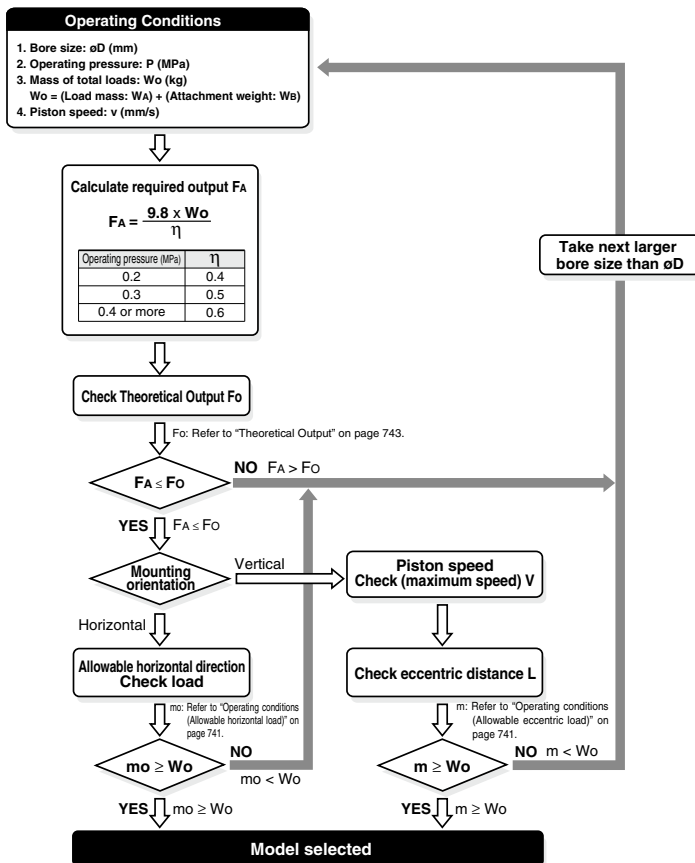 Operating Conditions
1. Bore size: øD (mm)
2. Operating pressure: P (MPa)
3. Mass of total loads: Wo (kg)
Wo = (Load mass: WA) + (Attachment weight: WB)
4. Piston speed: v (mm/s)
Calculate required output FA
FA = 9.8 x Wo
η
Operating pressure (MPa) η
0.2 0.4
0.3 0.5
0.4 or more 0.6
Take next larger
bore size than øD
Check Theoretical Output Fo
Fo: Refer to “Theoretical Output” on page 743.
FA ≤ FO
NO FA > FO
YES FA ≤ FO
Mounting
orientation
Vertical
Piston speed
Check (maximum speed) V
Horizontal
Allowable horizontal direction
Check load
Check eccentric distance L
mo: Refer to “Operating conditions
(Allowable horizontal load)” on
page 741.
m: Refer to “Operating conditions
(Allowable eccentric load)” on
page 741.
mo ≥ Wo
NO
mo < Wo
m ≥ Wo
NO m < Wo
YES mo ≥ Wo
YES m ≥ Wo
Model selected